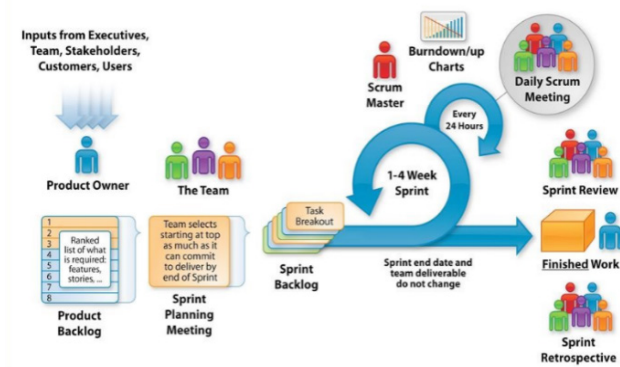 Inputs from Executives,
Team, Stakeholders,
Customers, Users
Product Owner
The Team
1
2
3
4
5
6
7
8
Ranked
list of what
is required:
features,
stories, ...
Product
Backlog
Team selects
starting at top
as much as it
can commit
to deliver by
end of Sprint
Sprint
Planning
Meeting
Task
Breakout
Sprint
Backlog
Scrum
Master
Burndown/up
Charts
Every
24 Hours
1-4 Week
Sprint
Sprint end date and
team deliverable
do not change
Daily Scrum
Meeting
Sprint Review
Finished Work
Sprint
Retrospective